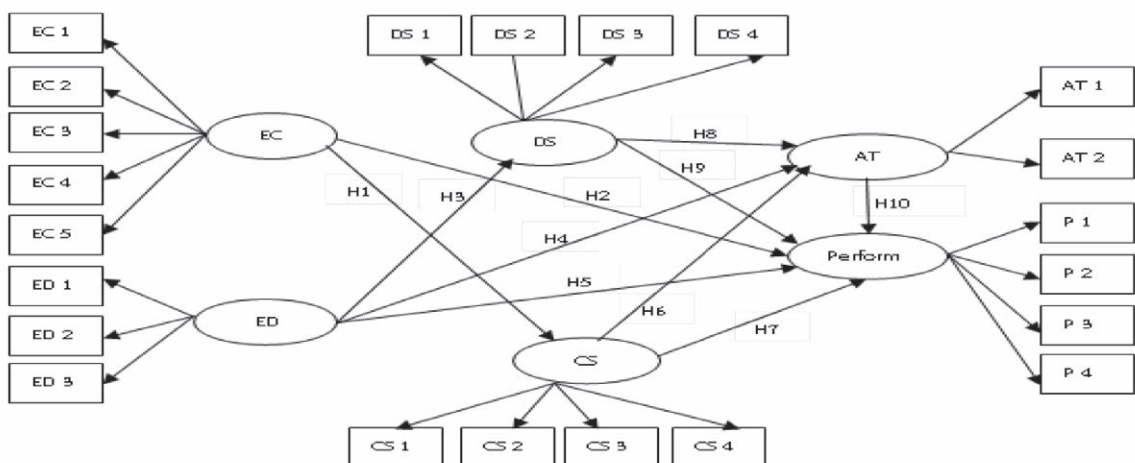 EC 1
EC 2
EC 3
EC 4
EC 5
ED 1
ED 2
ED 3
EC
ED
DS 1
DS 2
DS 3
DS 4
DS
H1
H2
H3
H4
H5
H6
H7
H8
H9
H10
CS
CS 1
CS 2
CS 3
CS 4
AT
Perform
AT 1
AT 2
P 1
P 2
P 3
P 4